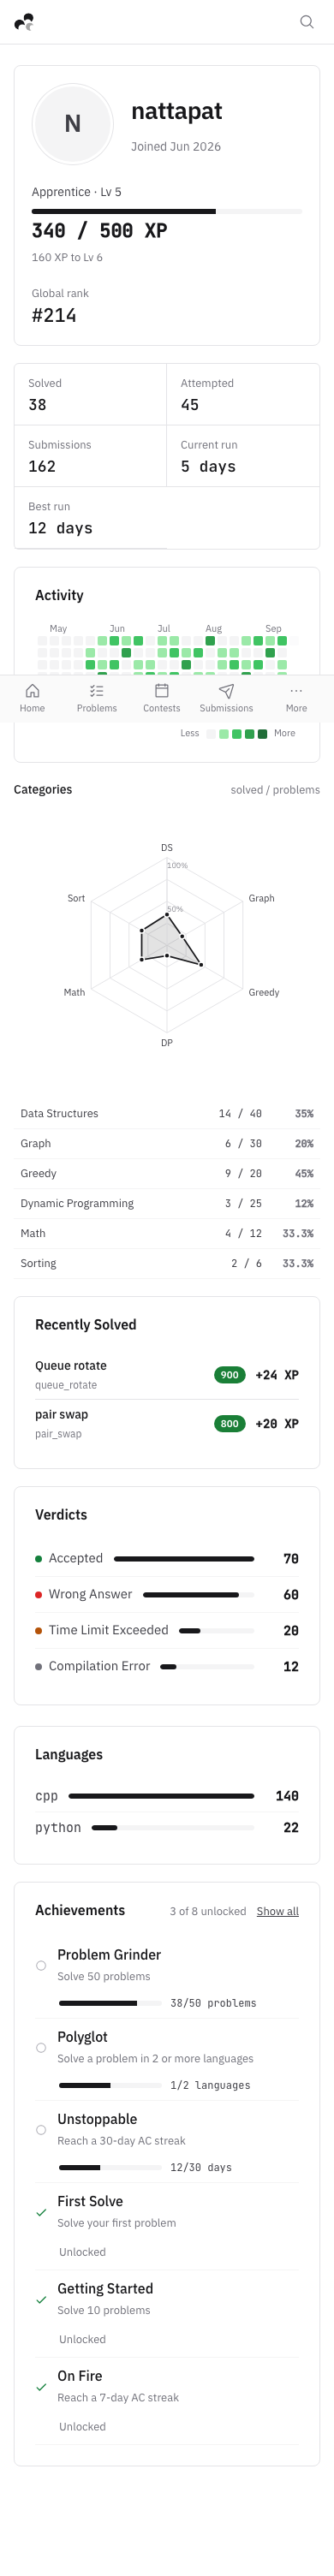 N
nattapat
Joined Jun 2026
Apprentice · Lv 5
340 / 500 XP
160 XP to Lv 6
Global rank
#214
Solved
38
Attempted
45
Submissions
162
Current run
5 days
Best run
12 days
Activity
May Jun Jul Aug Sep
Home Problems Contests Submissions More
Less More
Categories solved / problems
DS
100%
50%
Sort Graph
Math Greedy
DP
Data Structures 14 / 40 35%
Graph 6 / 30 20%
Greedy 9 / 20 45%
Dynamic Programming 3 / 25 12%
Math 4 / 12 33.3%
Sorting 2 / 6 33.3%
Recently Solved
Queue rotate 900 +24 XP
queue_rotate
pair swap 800 +20 XP
pair_swap
Verdicts
Accepted 70
Wrong Answer 60
Time Limit Exceeded 20
Compilation Error 12
Languages
cpp 140
python 22
Achievements 3 of 8 unlocked Show all
Problem Grinder
Solve 50 problems
38/50 problems
Polyglot
Solve a problem in 2 or more languages
1/2 languages
Unstoppable
Reach a 30-day AC streak
12/30 days
First Solve
Solve your first problem
Unlocked
Getting Started
Solve 10 problems
Unlocked
On Fire
Reach a 7-day AC streak
Unlocked